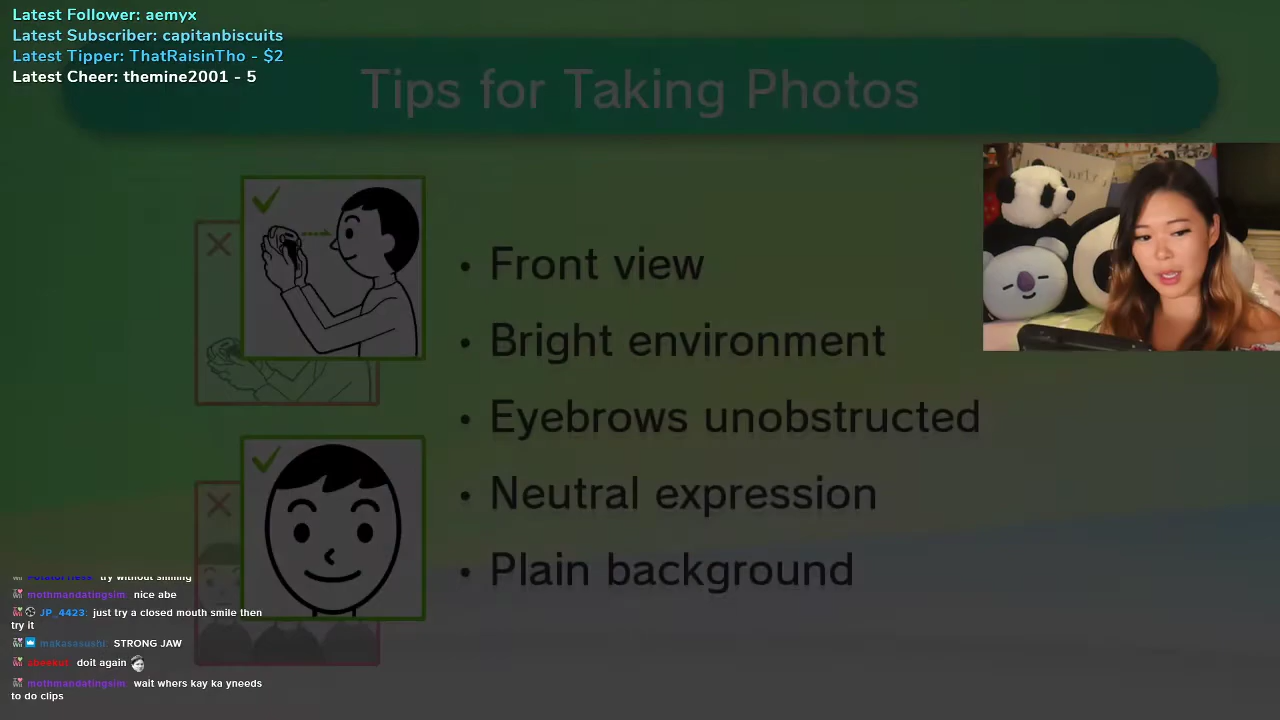 Latest Follower: aemyx
Latest Subscriber: capitanbiscuits
Latest Tipper: ThatRaisinTho - $2
Latest Cheer: themine2001 - 5
Tips for Taking Photos
• Front view
• Bright environment
• Eyebrows unobstructed
• Neutral expression
• Plain background
try without smiling
mothmandatingsim: nice abe
JP_4423: just try a closed mouth smile then
try it
makasasushi: STRONG JAW
abeekut: doit again
mothmandatingsim: wait whers kay ka yneeds
to do clips